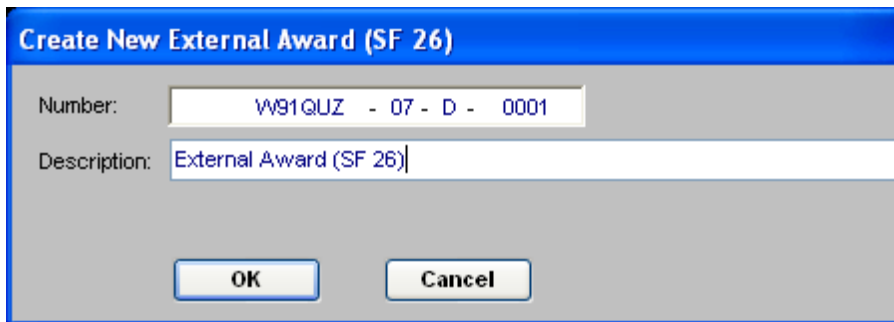 Create New External Award (SF 26)
Number: W91QUZ - 07 - D - 0001
Description: External Award (SF 26)
OK Cancel